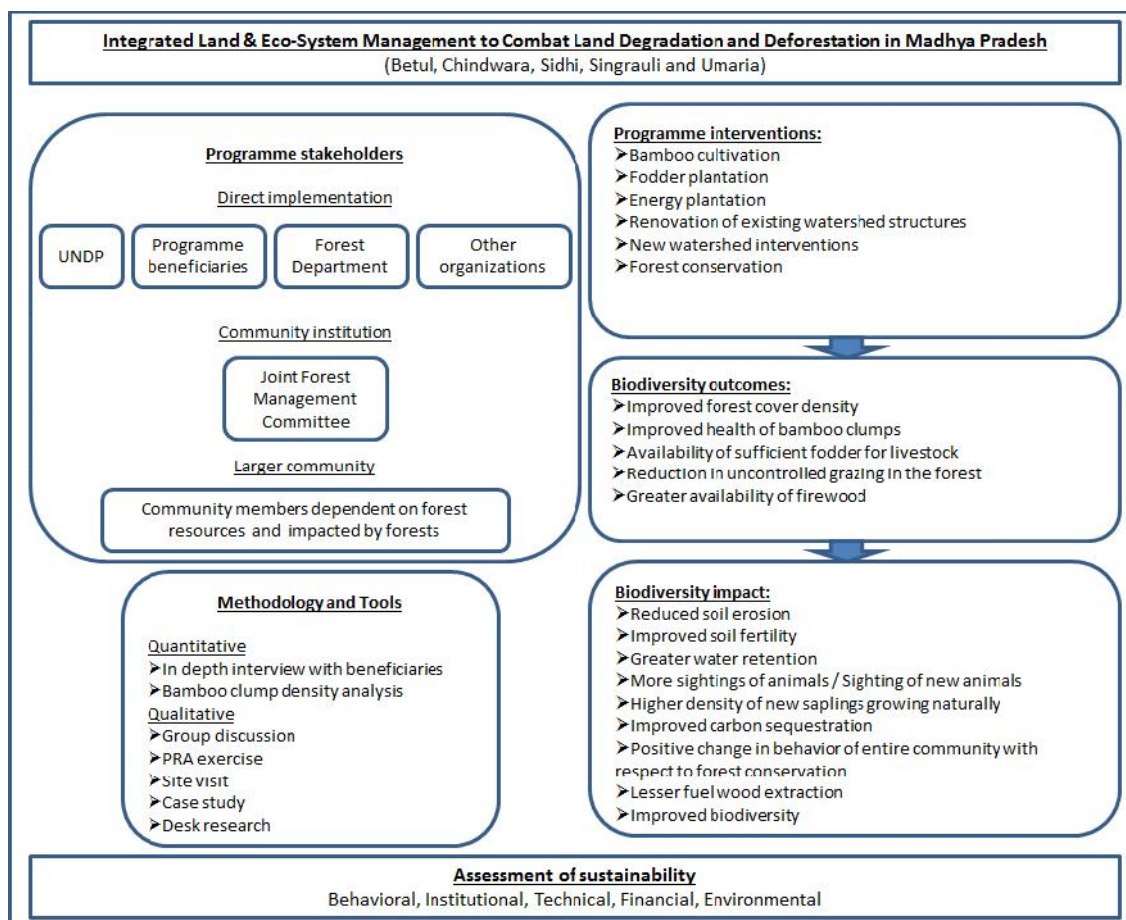 Integrated Land & Eco-System Management to Combat Land Degradation and Deforestation in Madhya Pradesh
(Betul, Chindwara, Sidhi, Singrauli and Umaria)
Programme stakeholders
Direct implementation
UNDP
Programme
beneficiaries
Forest
Department
Other
organizations
Community institution
Joint Forest
Management
Committee
Larger community
Community members dependent on forest
resources and impacted by forests
Methodology and Tools
Quantitative
➤In depth interview with beneficiaries
➤Bamboo clump density analysis
Qualitative
➤Group discussion
➤PRA exercise
➤Site visit
➤Case study
➤Desk research
Programme interventions:
➤Bamboo cultivation
➤Fodder plantation
➤Energy plantation
➤Renovation of existing watershed structures
➤New watershed interventions
➤Forest conservation
Biodiversity outcomes:
➤Improved forest cover density
➤Improved health of bamboo clumps
➤Availability of sufficient fodder for livestock
➤Reduction in uncontrolled grazing in the forest
➤Greater availability of firewood
Biodiversity impact:
➤Reduced soil erosion
➤Improved soil fertility
➤Greater water retention
➤More sightings of animals / Sighting of new animals
➤Higher density of new saplings growing naturally
➤Improved carbon sequestration
➤Positive change in behavior of entire community with
respect to forest conservation
➤Lesser fuel wood extraction
➤Improved biodiversity
Assessment of sustainability
Behavioral, Institutional, Technical, Financial, Environmental